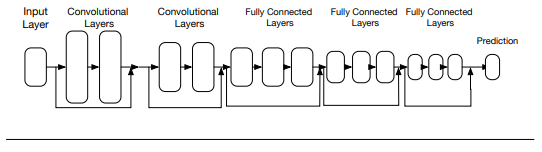 Input
Layer
Convolutional
Layers
Convolutional
Layers
Fully Connected
Layers
Fully Connected
Layers
Fully Connected
Layers
Prediction